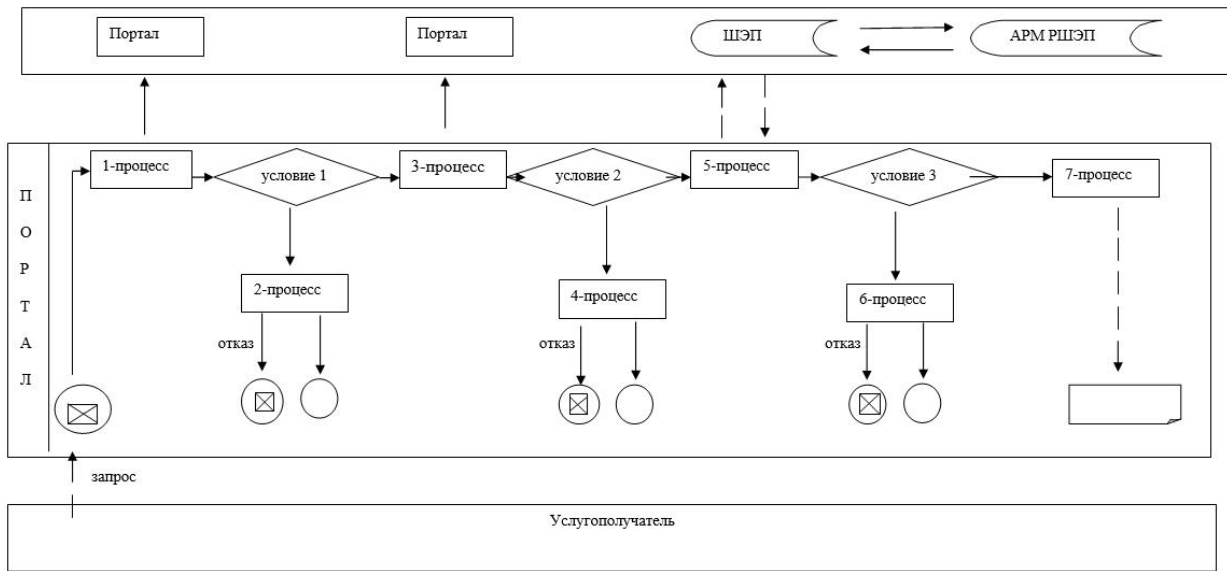 Портал
Портал
ШЭП
АРМ РШЭП
1-процесс
условие 1
3-процесс
условие 2
5-процесс
условие 3
7-процесс
П
О
Р
Т
А
Л
2-процесс
4-процесс
6-процесс
отказ
отказ
отказ
запрос
Услугополучатель